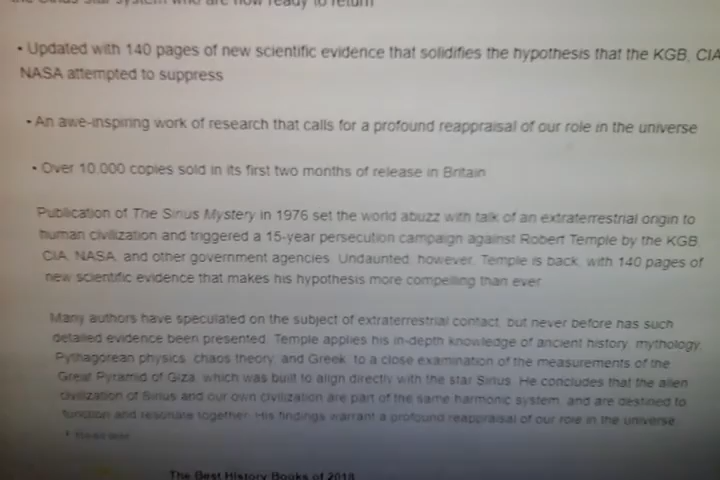 the Sirius star system who are now ready to return
• Updated with 140 pages of new scientific evidence that solidifies the hypothesis that the KGB, CIA
NASA attempted to suppress
• An awe-inspiring work of research that calls for a profound reappraisal of our role in the universe
• Over 10,000 copies sold in its first two months of release in Britain
Publication of The Sirius Mystery in 1976 set the world abuzz with talk of an extraterrestrial origin to
human civilization and triggered a 15-year persecution campaign against Robert Temple by the KGB,
CIA, NASA, and other government agencies. Undaunted, however, Temple is back, with 140 pages of
new scientific evidence that makes his hypothesis more compelling than ever.
Many authors have speculated on the subject of extraterrestrial contact, but never before has such
detailed evidence been presented. Temple applies his in-depth knowledge of ancient history, mythology,
Pythagorean physics, chaos theory, and Greek, to a close examination of the measurements of the
Great Pyramid of Giza, which was built to align directly with the star Sirius. He concludes that the alien
civilization of Sirius and our own civilization are part of the same harmonic system, and are destined to
function and resonate together. His findings warrant a profound reappraisal of our role in the universe.
Read less
The Best History Books of 2018